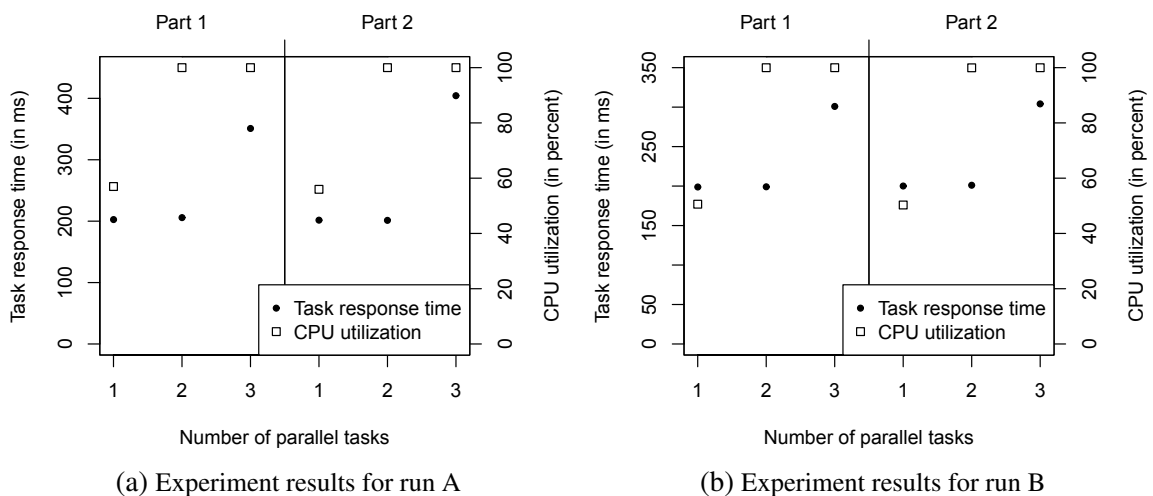 Part 1 Part 2
Task response time (in ms)
0 100 200 300 400
CPU utilization (in percent)
0 20 40 60 80 100
Task response time
CPU utilization
1 2 3 1 2 3
Number of parallel tasks
(a) Experiment results for run A
Part 1 Part 2
Task response time (in ms)
0 50 150 250 350
CPU utilization (in percent)
0 20 40 60 80 100
Task response time
CPU utilization
1 2 3 1 2 3
Number of parallel tasks
(b) Experiment results for run B